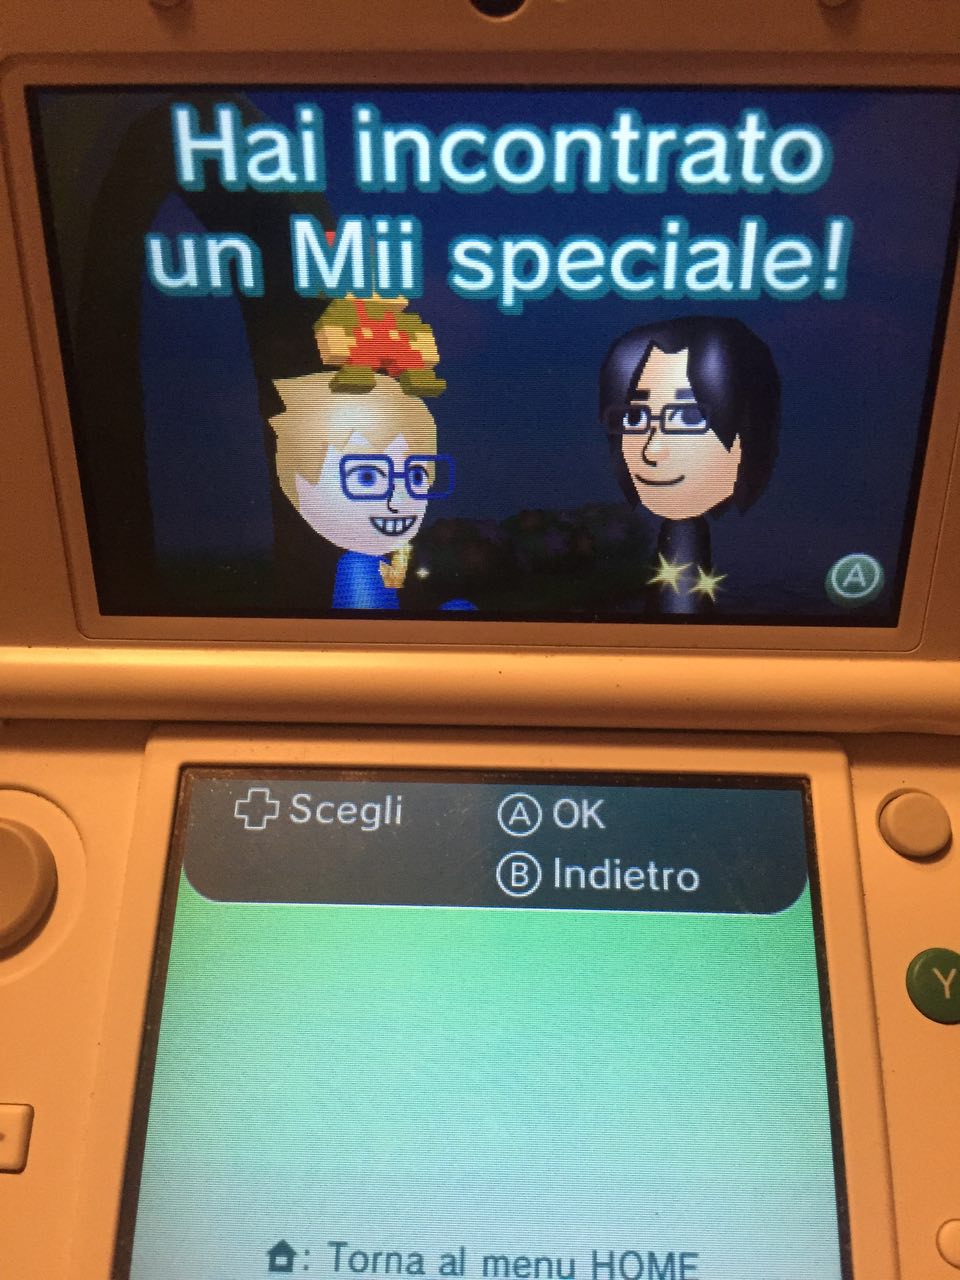 Hai incontrato
un Mii speciale!
A
Scegli
A OK
B Indietro
Y
: Torna al menu HOME